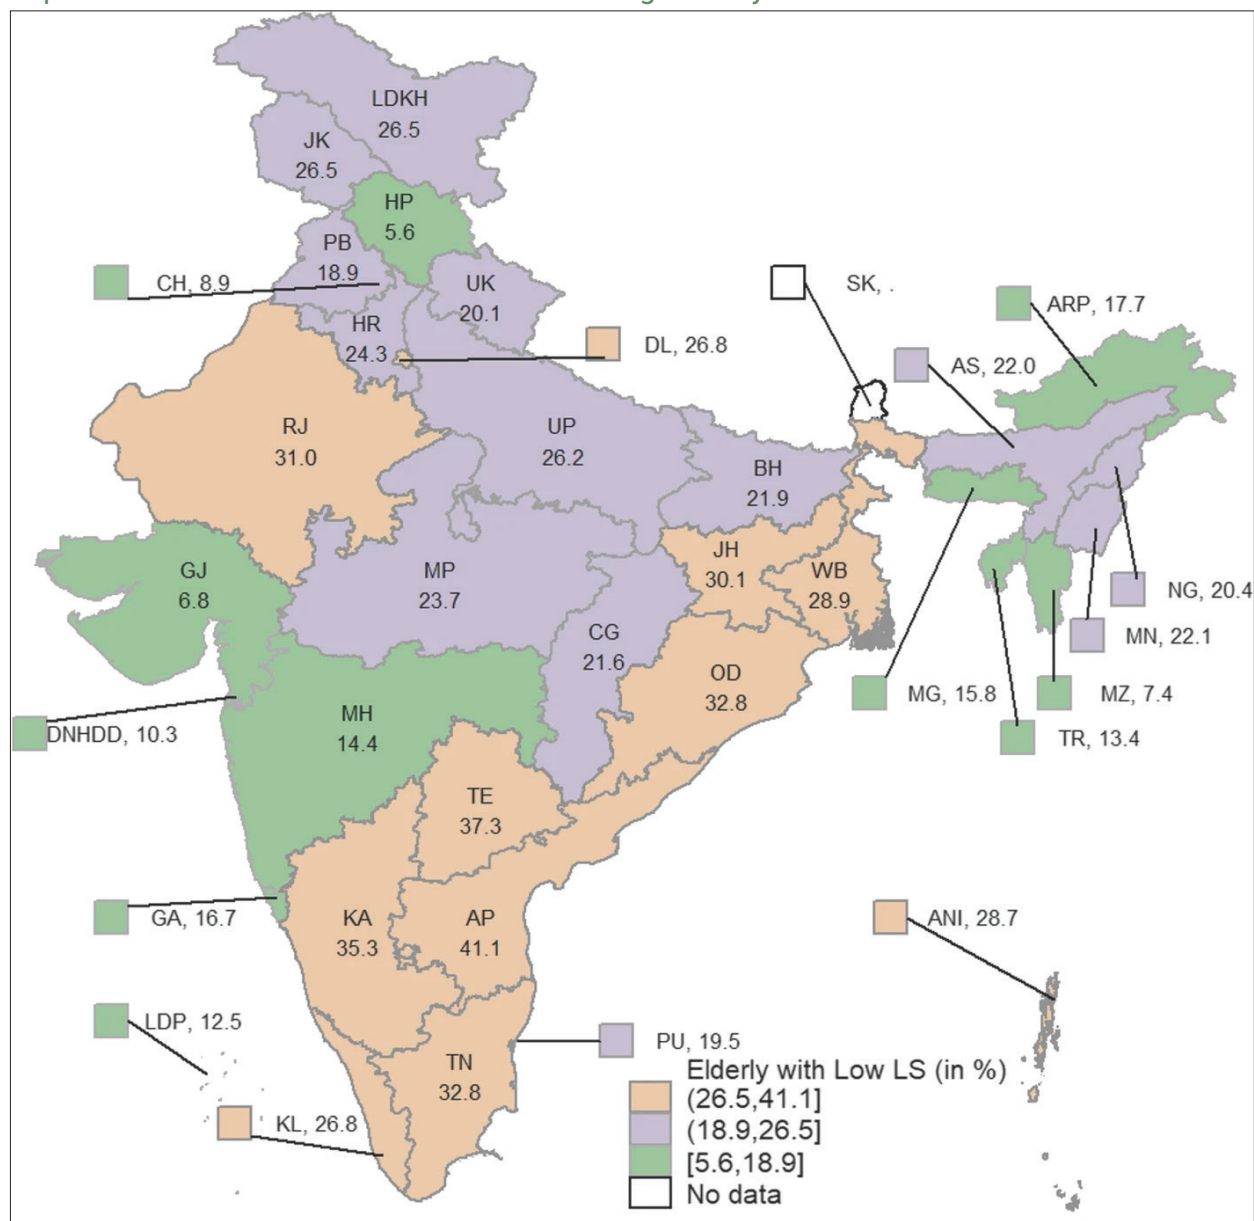 LDKH
26.5
JK
26.5
HP
5.6
PB
18.9
CH, 8.9
UK
20.1
SK, .
ARP, 17.7
HR
24.3
DL, 26.8
AS, 22.0
RJ
31.0
UP
26.2
BH
21.9
JH
30.1
WB
28.9
GJ
6.8
MP
23.7
NG, 20.4
CG
21.6
MN, 22.1
OD
32.8
MG, 15.8
MZ, 7.4
DNHDD, 10.3
MH
14.4
TR, 13.4
TE
37.3
GA, 16.7
KA
35.3
AP
41.1
ANI, 28.7
LDP, 12.5
PU, 19.5
TN
32.8
KL, 26.8
Elderly with Low LS (in %)
(26.5,41.1]
(18.9,26.5]
[5.6,18.9]
No data